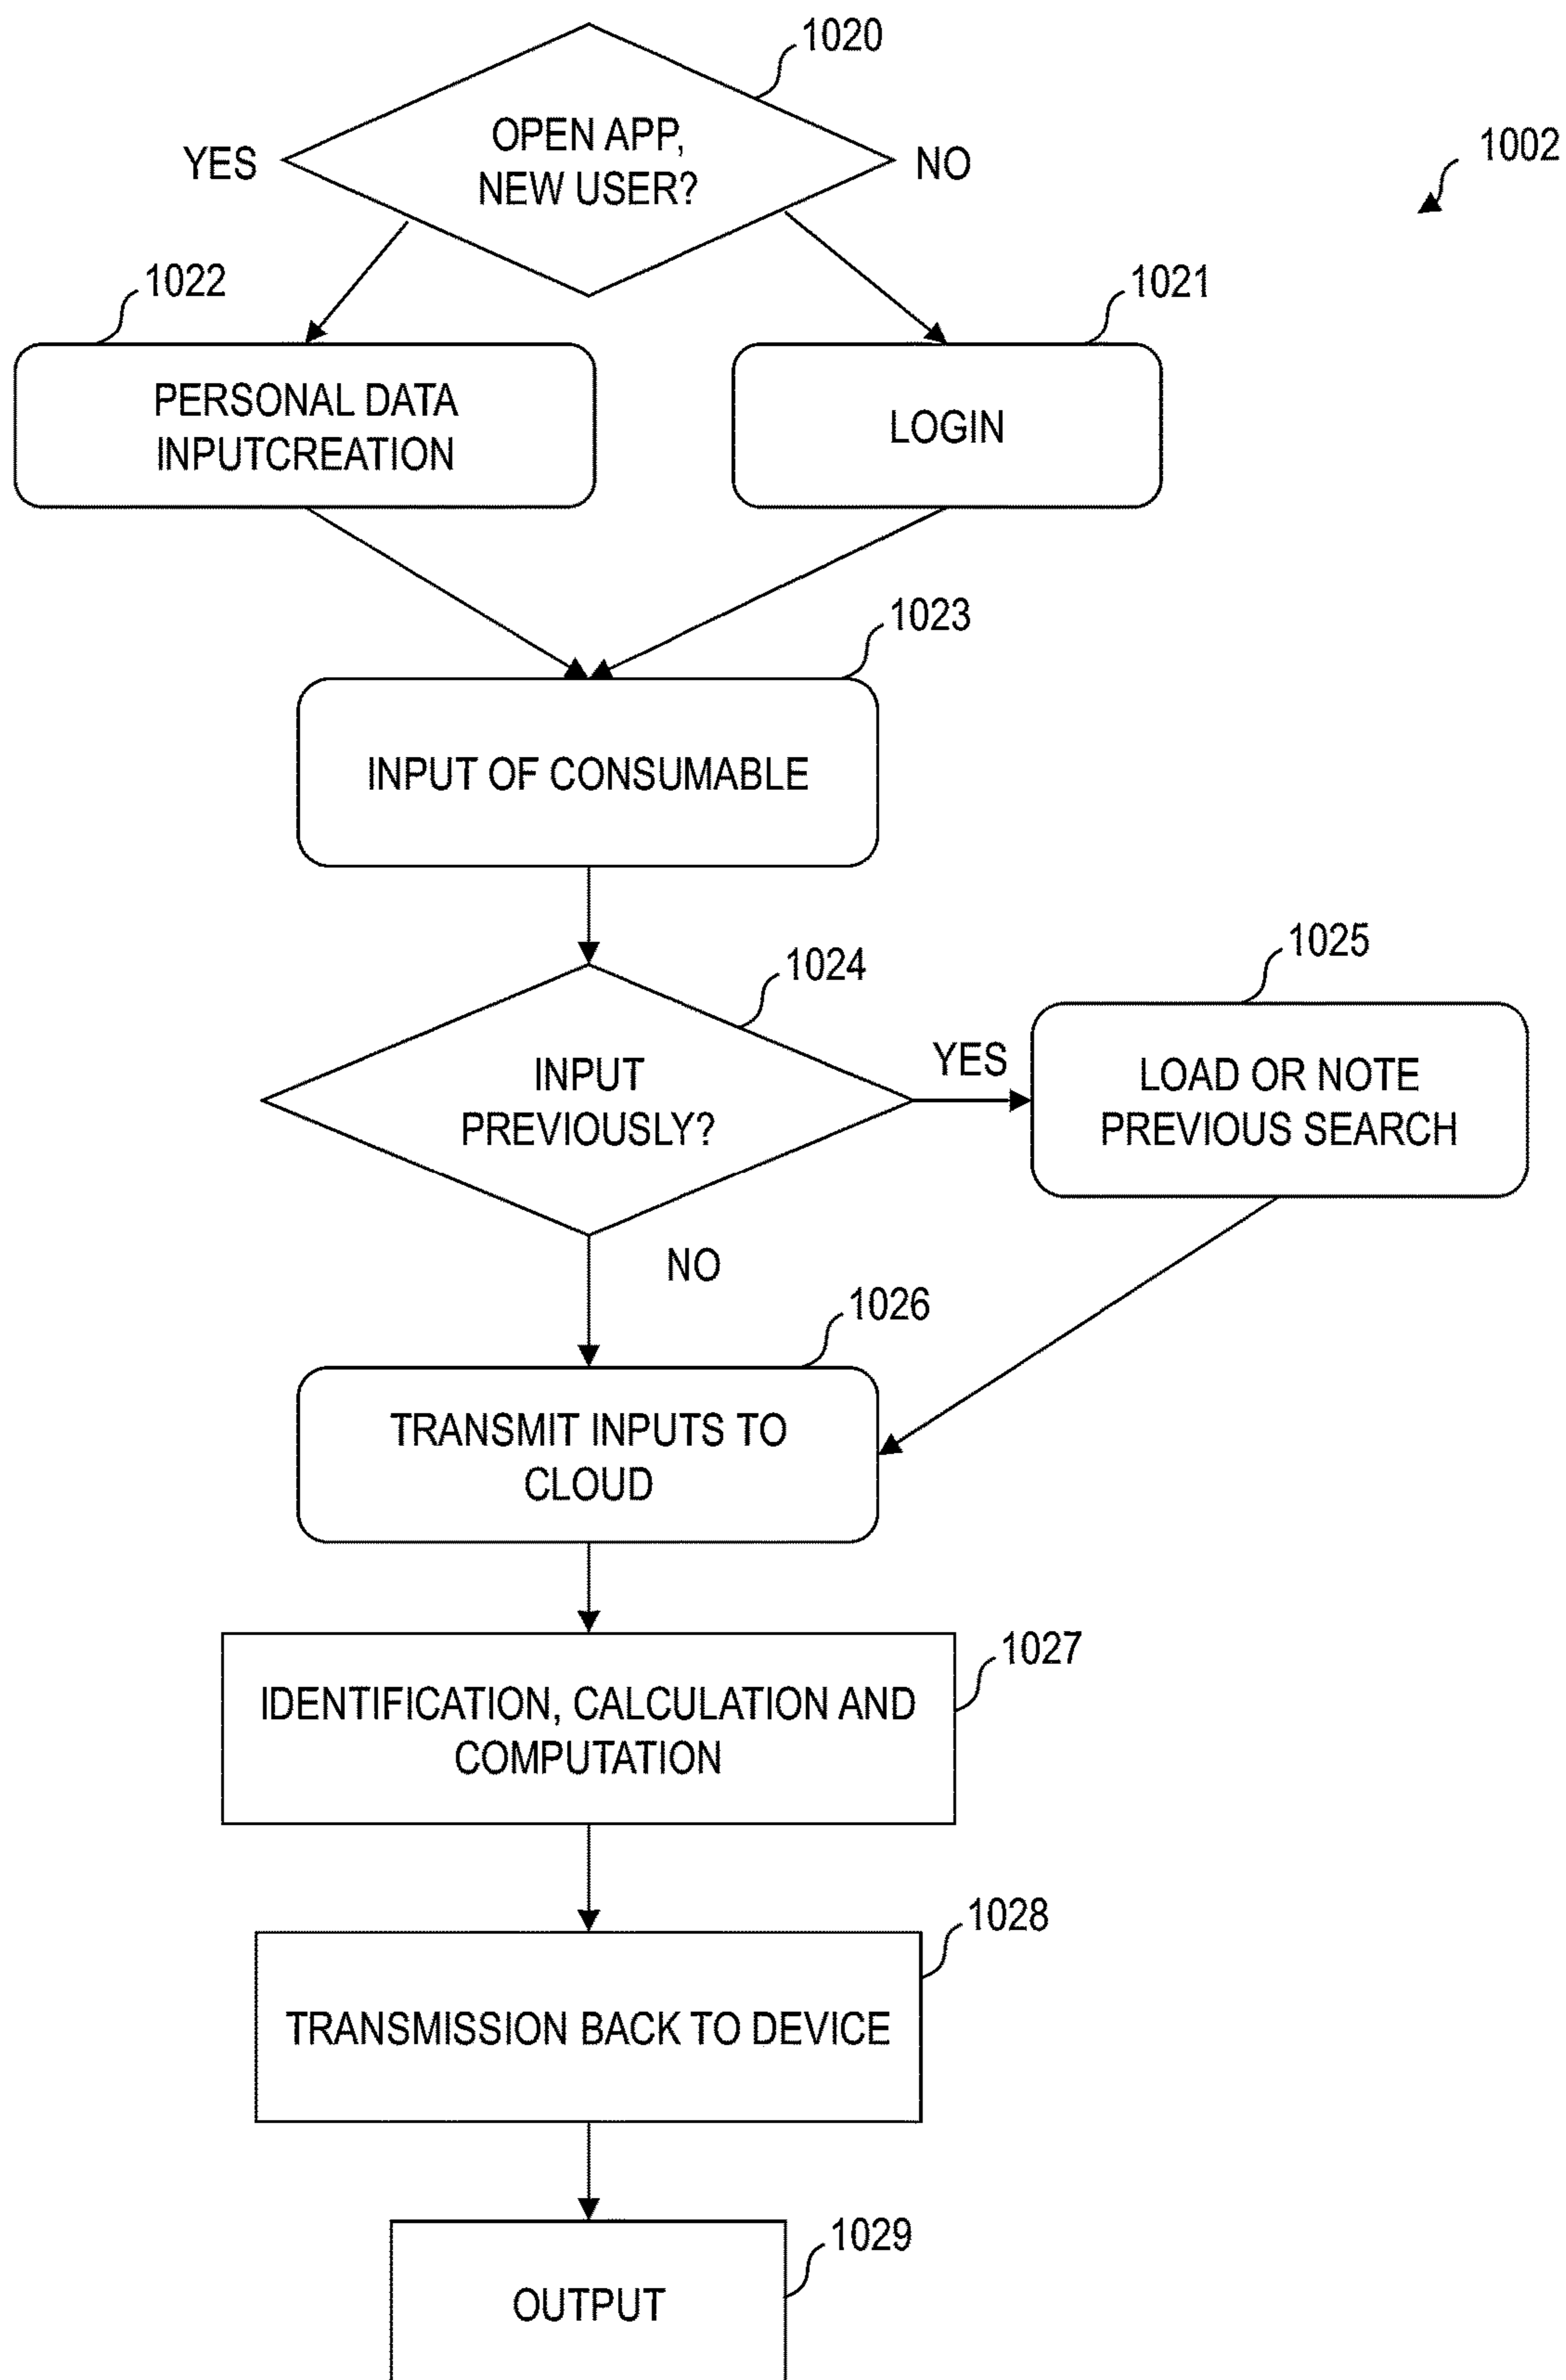 1020
OPEN APP,
NEW USER?
YES
NO
1002
1022
1021
PERSONAL DATA
INPUTCREATION
LOGIN
1023
INPUT OF CONSUMABLE
1024
1025
INPUT
PREVIOUSLY?
YES
LOAD OR NOTE
PREVIOUS SEARCH
NO
1026
TRANSMIT INPUTS TO
CLOUD
1027
IDENTIFICATION, CALCULATION AND
COMPUTATION
1028
TRANSMISSION BACK TO DEVICE
1029
OUTPUT